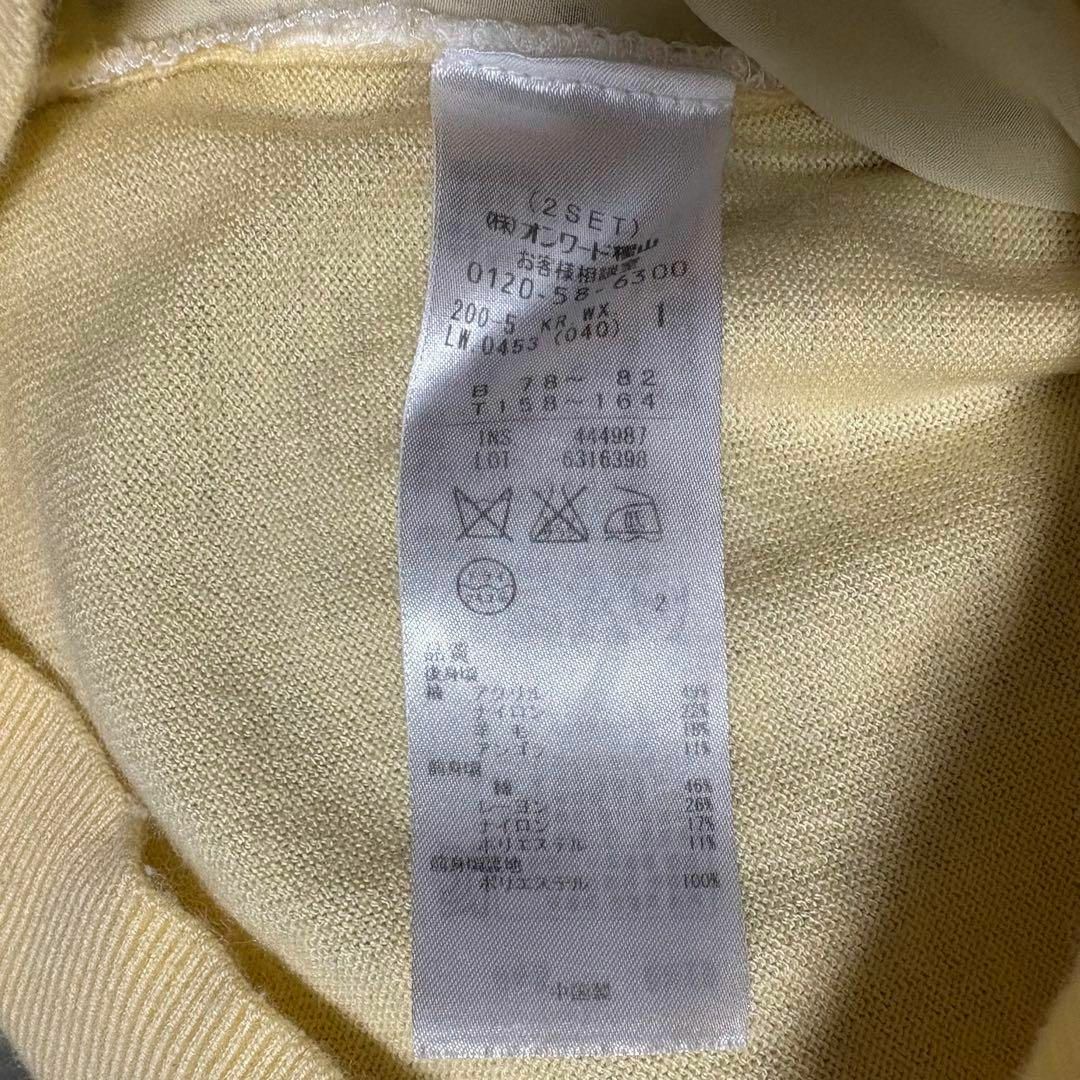 (2SET)
(株)オンワード樫山
お客様相談室
0120-58-6300
200-5 KR WX 1
LW 0453 (040)
B 78～ 82
T158～164
INS 444987
LOT 6316398
2
品質
後身頃
袖 アクリル 49%
ナイロン
羊 毛 18%
アンゴラ 11%
前身頃
綿 46%
レーヨン 26%
ナイロン 17%
ポリエステル 11%
前身頃裏地
ポリエステル 100%
中国製